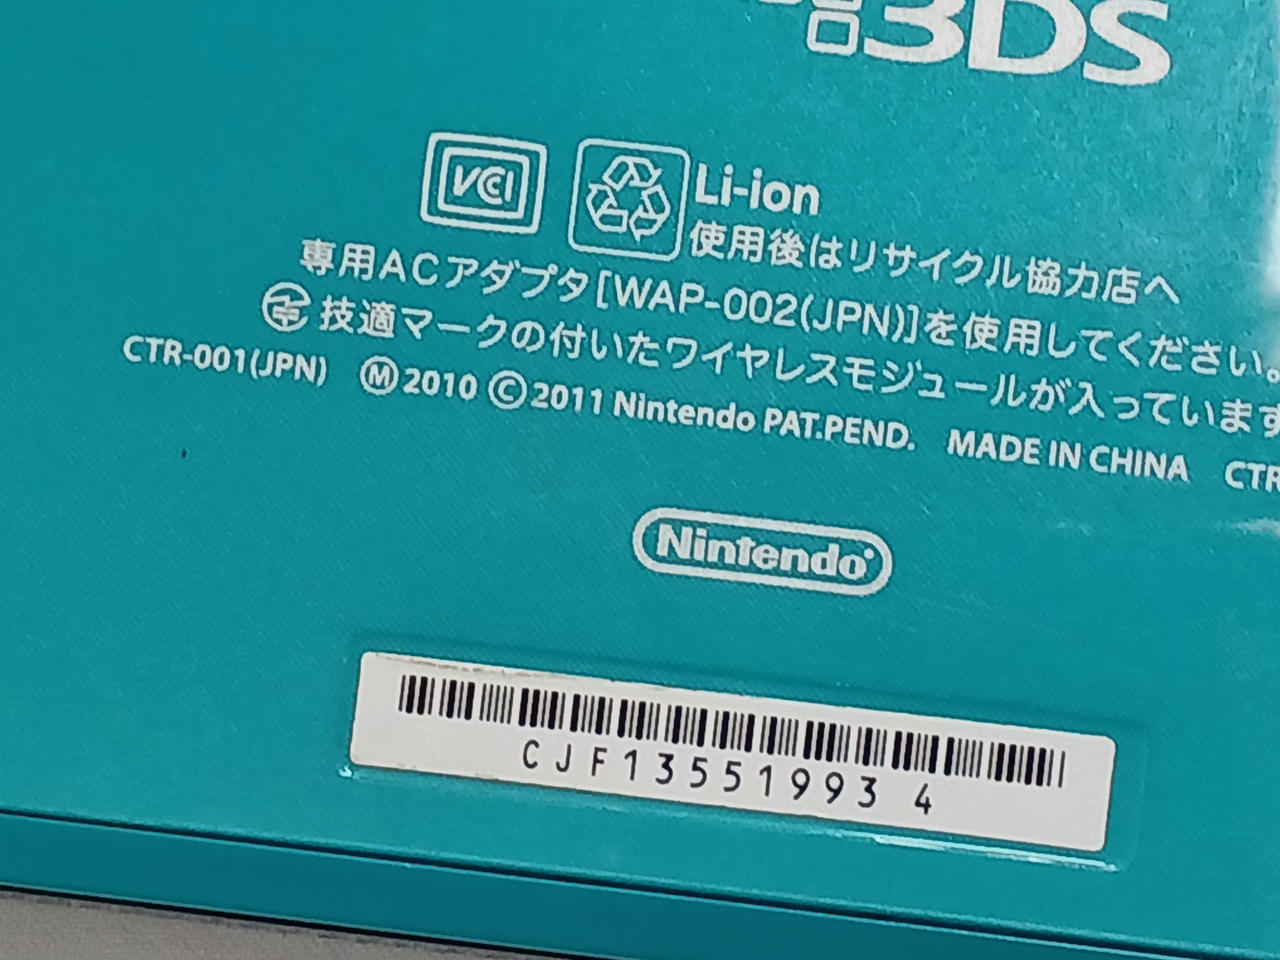 3DS
VCCI
Li-ion
使用後はリサイクル協力店へ
専用ACアダプタ[WAP-002(JPN)]を使用してください。
技適マークの付いたワイヤレスモジュールが入っています
CTR-001(JPN) Ⓜ2010 ©2011 Nintendo PAT.PEND. MADE IN CHINA CTR
Nintendo®
CJF13551993 4